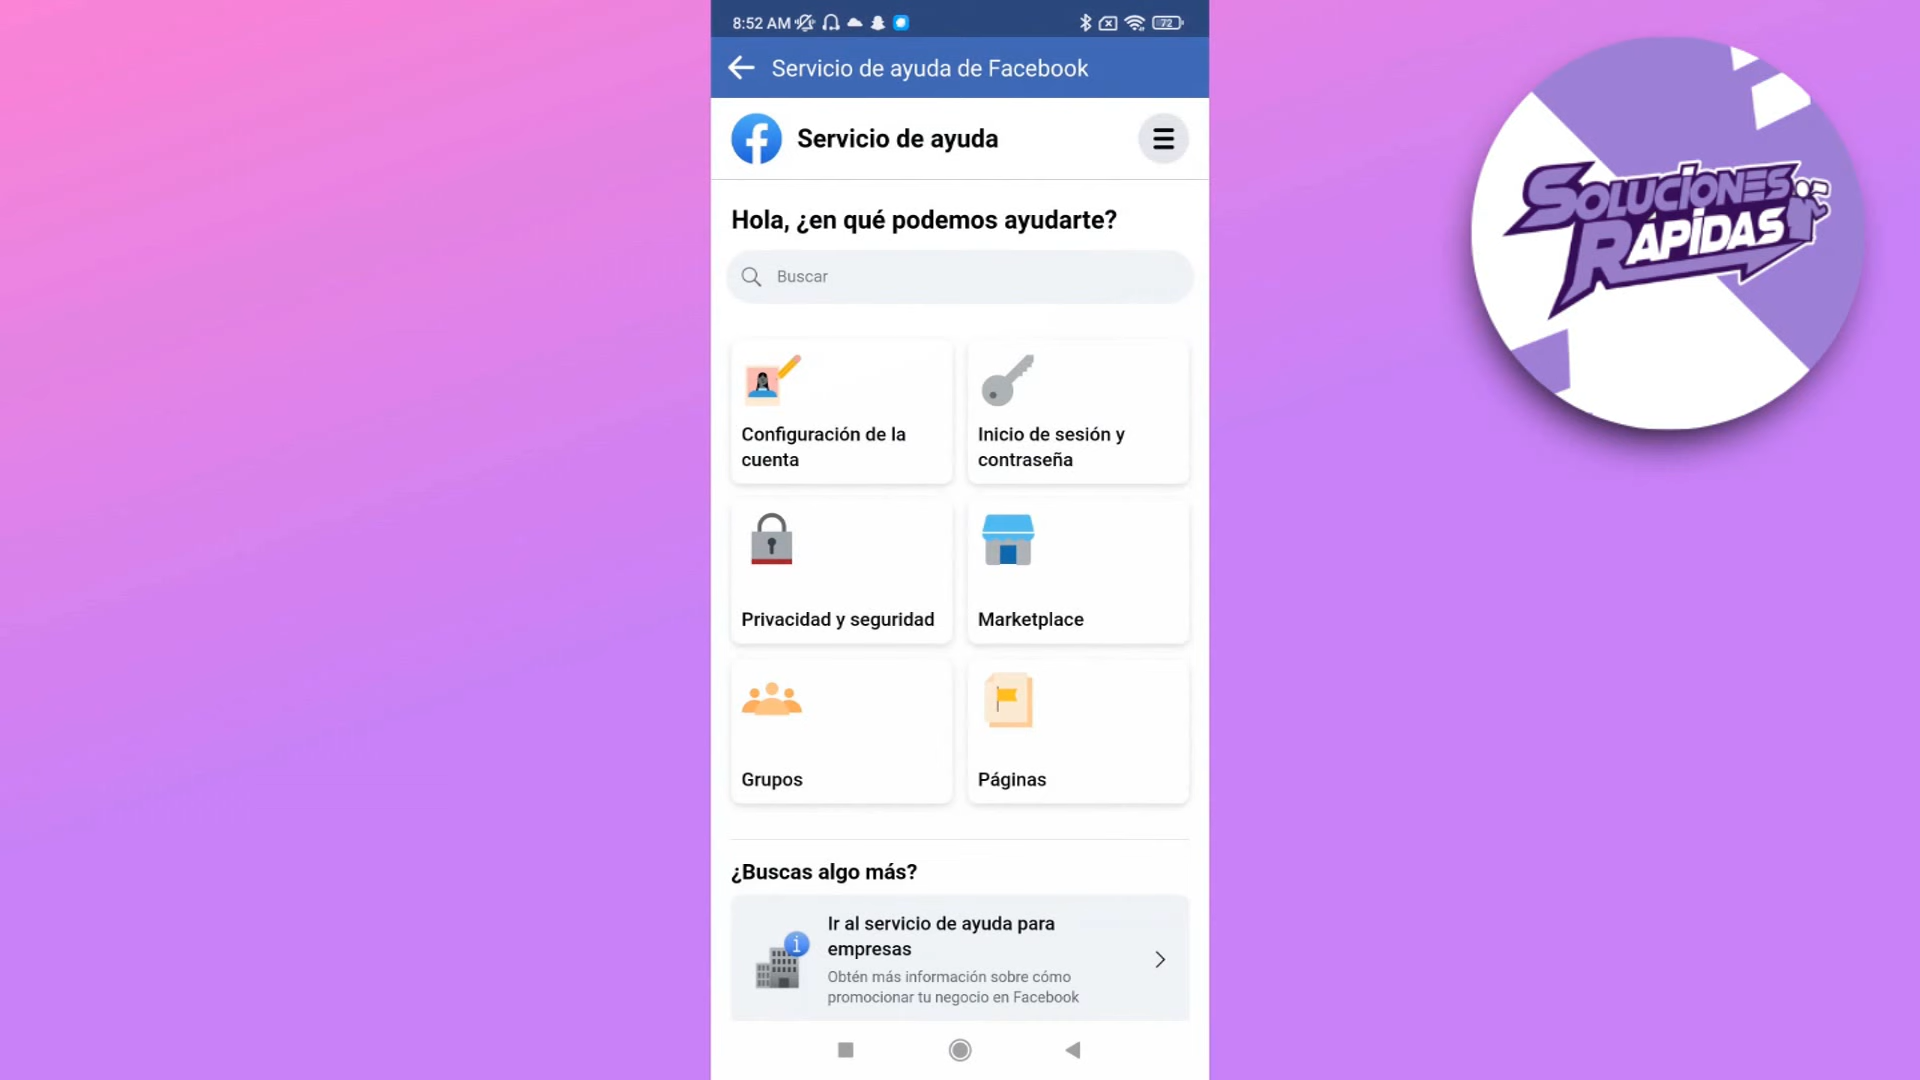 8:52 AM
72
Servicio de ayuda de Facebook
Servicio de ayuda
Hola, ¿en qué podemos ayudarte?
Buscar
Configuración de la
cuenta
Inicio de sesión y
contraseña
Privacidad y seguridad
Marketplace
Grupos
Páginas
¿Buscas algo más?
Ir al servicio de ayuda para
empresas
Obtén más información sobre cómo
promocionar tu negocio en Facebook
SOLUCIONES
RÁPIDAS